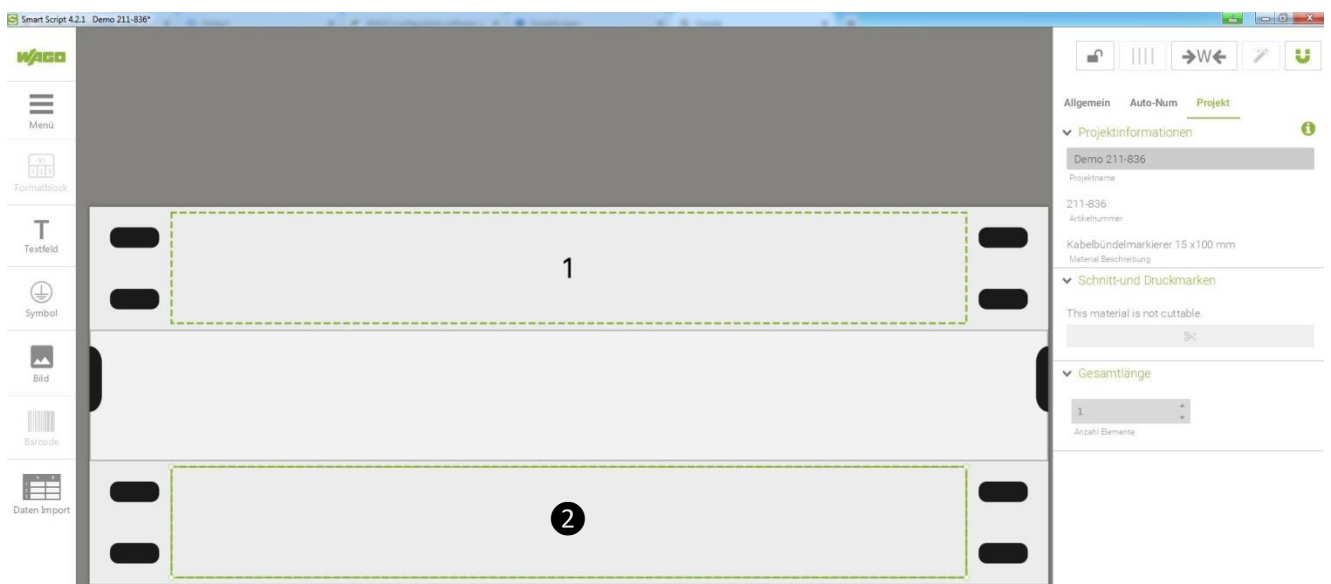 Smart Script 4.2.1 Demo 211-836*
WAGO
Menü
Formatblock
Textfeld
Symbol
Bild
Barcode
Daten Import
1
2
W
Allgemein Auto-Num Projekt
Projektinformationen
Demo 211-836
Projektname
211-836
Artikelnummer
Kabelbündelmarkierer 15 x100 mm
Material Beschreibung
Schnitt-und Druckmarken
This material is not cuttable.
Gesamtlänge
1
Anzahl Elemente